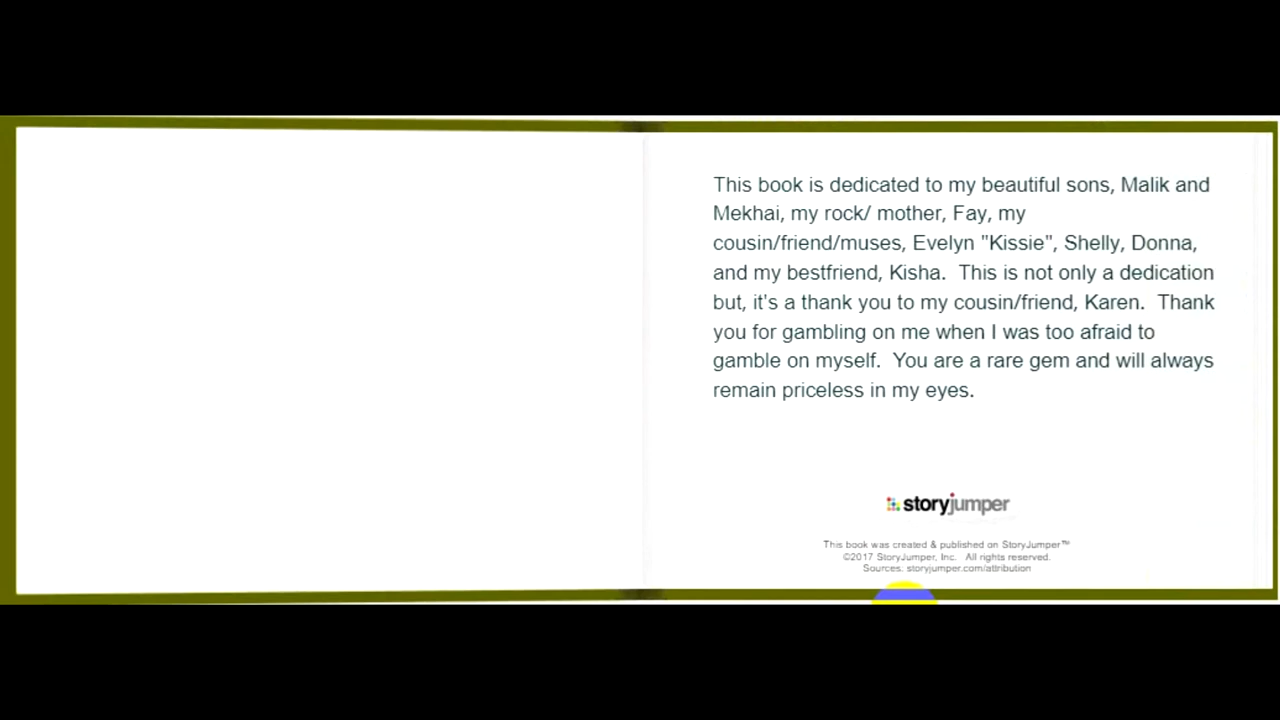 This book is dedicated to my beautiful sons, Malik and
Mekhai, my rock/ mother, Fay, my
cousin/friend/muses, Evelyn "Kissie", Shelly, Donna,
and my bestfriend, Kisha.  This is not only a dedication
but, it's a thank you to my cousin/friend, Karen.  Thank
you for gambling on me when I was too afraid to
gamble on myself.  You are a rare gem and will always
remain priceless in my eyes.
storyjumper
This book was created & published on StoryJumper™
©2017 StoryJumper, Inc.  All rights reserved.
Sources: storyjumper.com/attribution